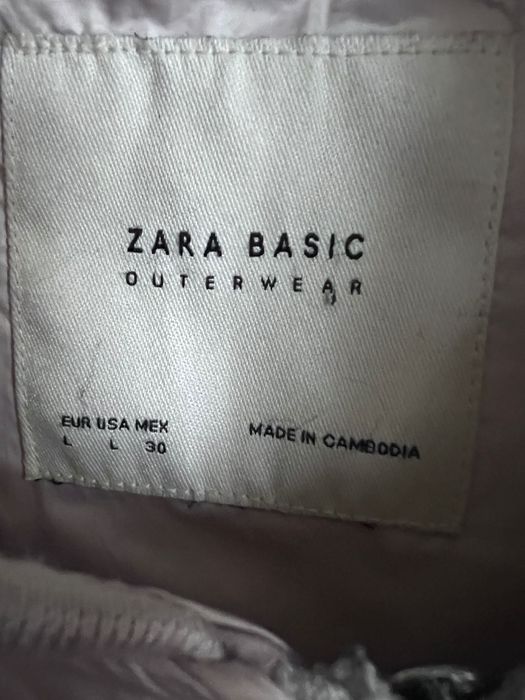 ZARA BASIC
OUTERWEAR
EUR USA MEX
L L 30
MADE IN CAMBODIA